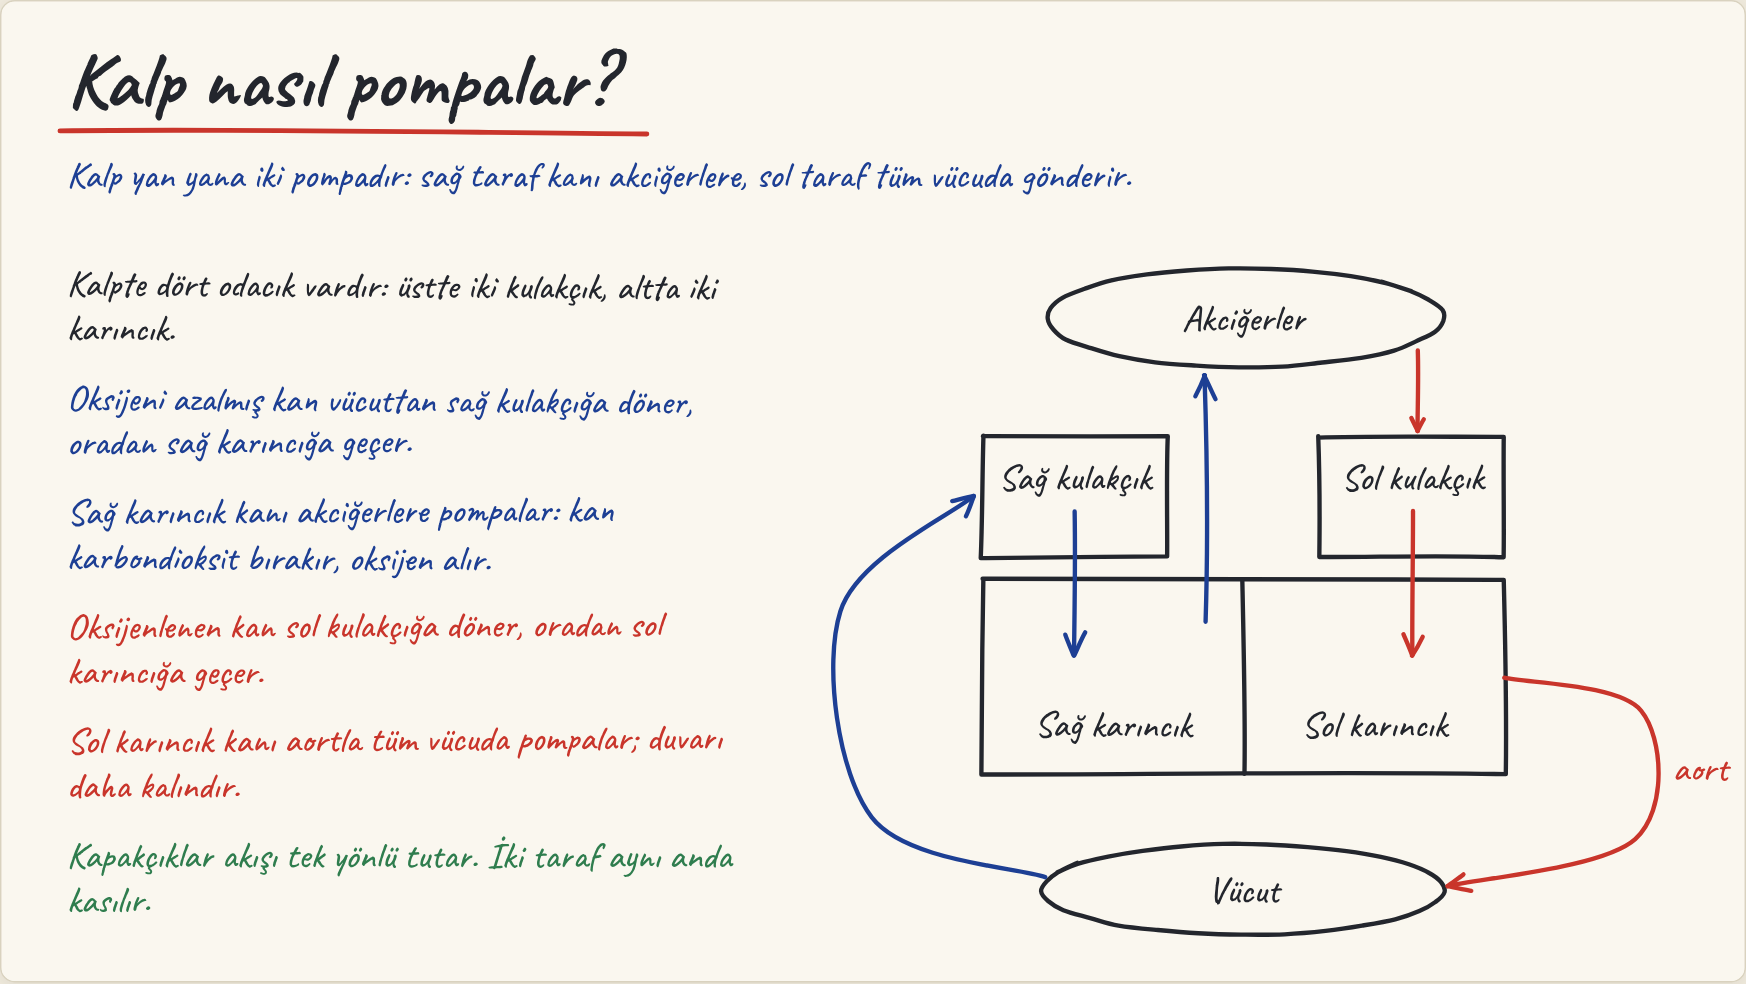 Kalp nasıl pompalar?
Kalp yan yana iki pompadır: sağ taraf kanı akciğerlere, sol taraf tüm vücuda gönderir.
Kalpte dört odacık vardır: üstte iki kulakçık, altta iki
karıncık.
Oksijeni azalmış kan vücuttan sağ kulakçığa döner,
oradan sağ karıncığa geçer.
Sağ karıncık kanı akciğerlere pompalar: kan
karbondioksit bırakır, oksijen alır.
Oksijenlenen kan sol kulakçığa döner, oradan sol
karıncığa geçer.
Sol karıncık kanı aortla tüm vücuda pompalar; duvarı
daha kalındır.
Kapakçıklar akışı tek yönlü tutar. İki taraf aynı anda
kasılır.
Akciğerler
Sağ kulakçık
Sol kulakçık
Sağ karıncık
Sol karıncık
aort
Vücut